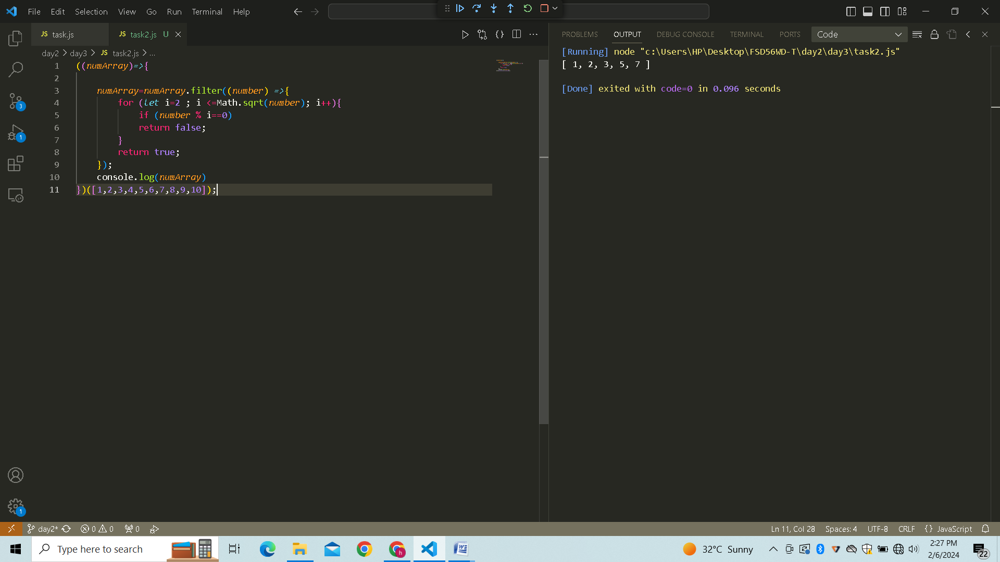 File Edit Selection View Go Run Terminal Help
JS task.js JS task2.js U
day2 > day3 > JS task2.js > ...
1 ((numArray)=>{
2
3 numArray=numArray.filter((number) =>{
4 for (let i=2 ; i <=Math.sqrt(number); i++){
5 if (number % i==0)
6 return false;
7 }
8 return true;
9 });
10 console.log(numArray)
11 })([1,2,3,4,5,6,7,8,9,10]);
PROBLEMS OUTPUT DEBUG CONSOLE TERMINAL PORTS Code
[Running] node "c:\Users\HP\Desktop\FSD56WD-T\day2\day3\task2.js"
[ 1, 2, 3, 5, 7 ]
[Done] exited with code=0 in 0.096 seconds
3
1
1
day2* 0 0 0 Ln 11, Col 28 Spaces: 4 UTF-8 CRLF {} JavaScript
Type here to search 32°C Sunny 2:27 PM
2/6/2024
22